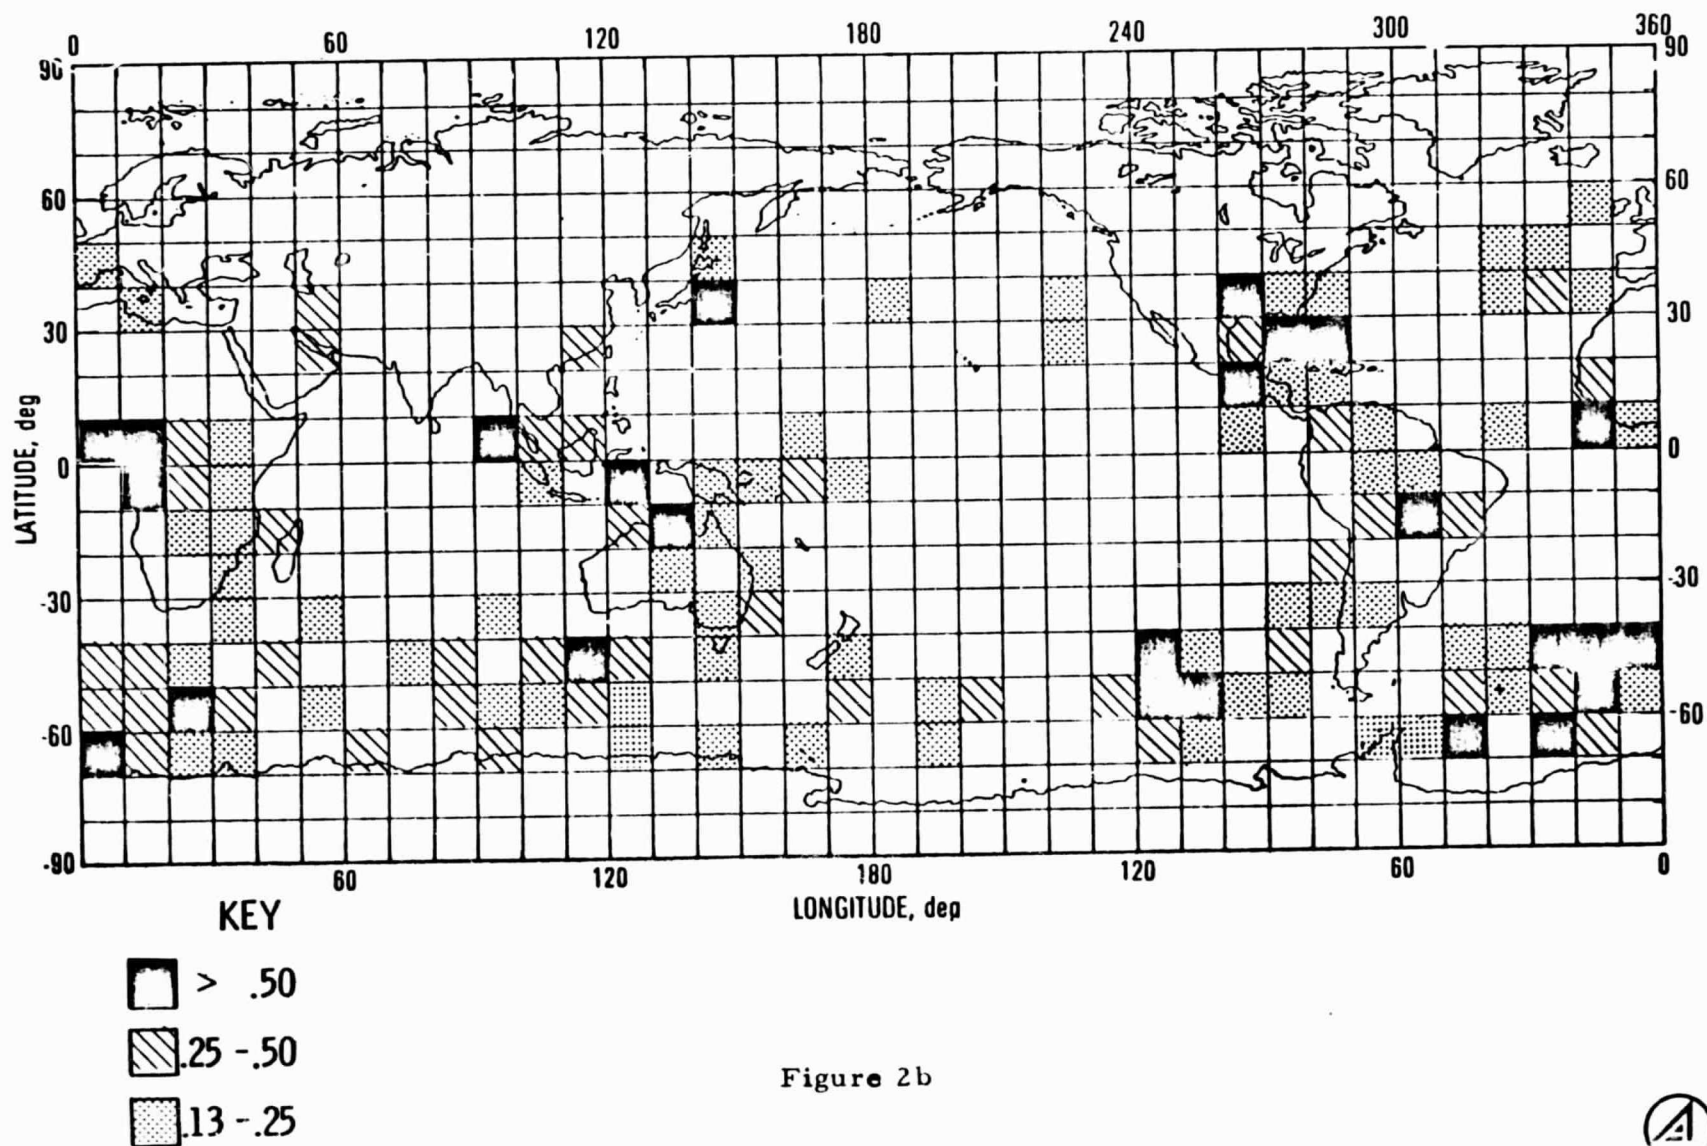 0 60 120 180 240 300 360
90 90
60 60
30 30
0 0
-30 -30
-60 -60
-90
LATITUDE, deg
60 120 180 120 60 0
LONGITUDE, deg
KEY
> .50
.25 - .50
.13 - .25
Figure 2b